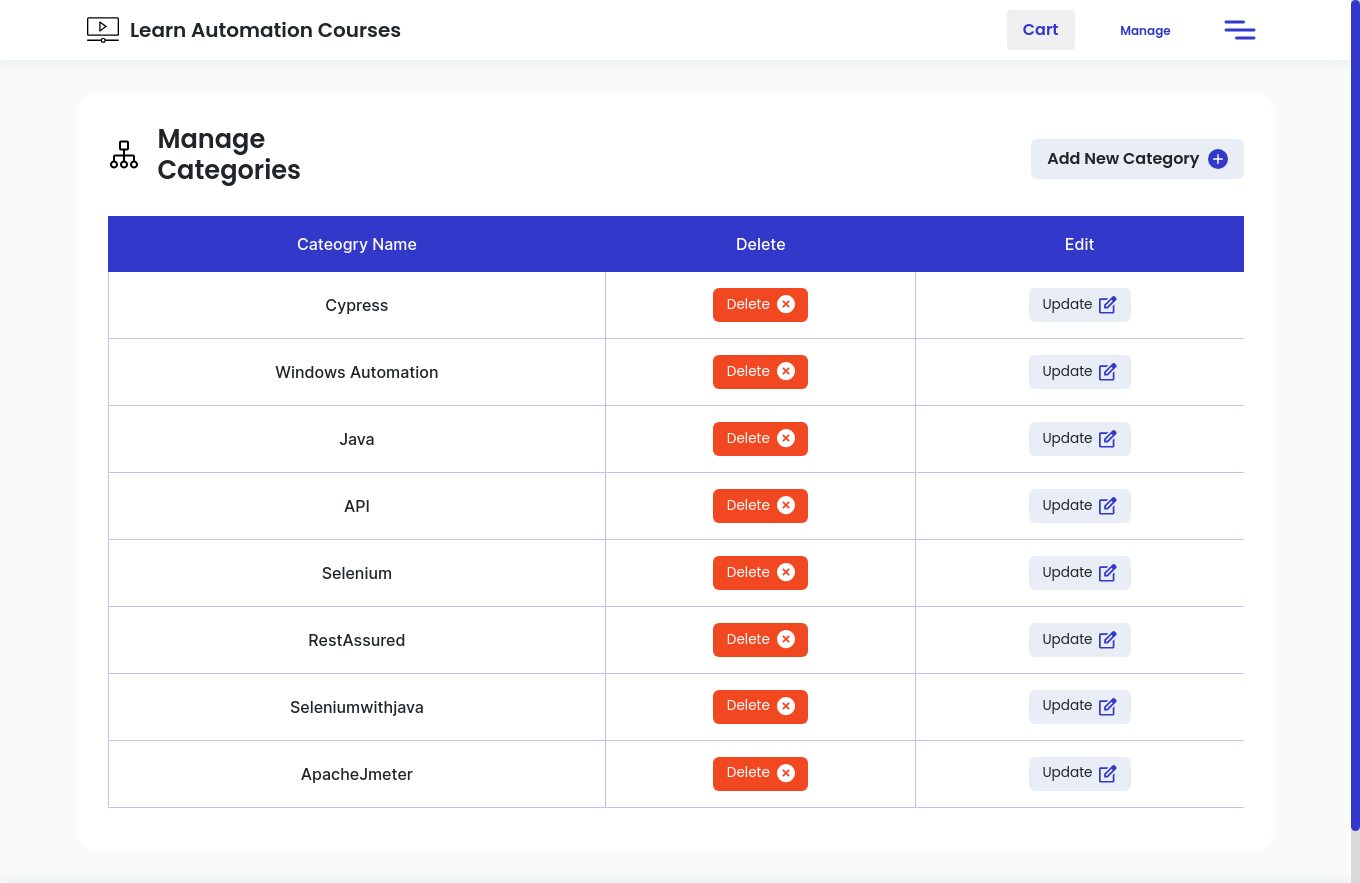 Learn Automation Courses
Cart
Manage
Manage
Categories
Add New Category
Cateogry Name Delete Edit
Cypress Delete Update
Windows Automation Delete Update
Java Delete Update
API Delete Update
Selenium Delete Update
RestAssured Delete Update
Seleniumwithjava Delete Update
ApacheJmeter Delete Update